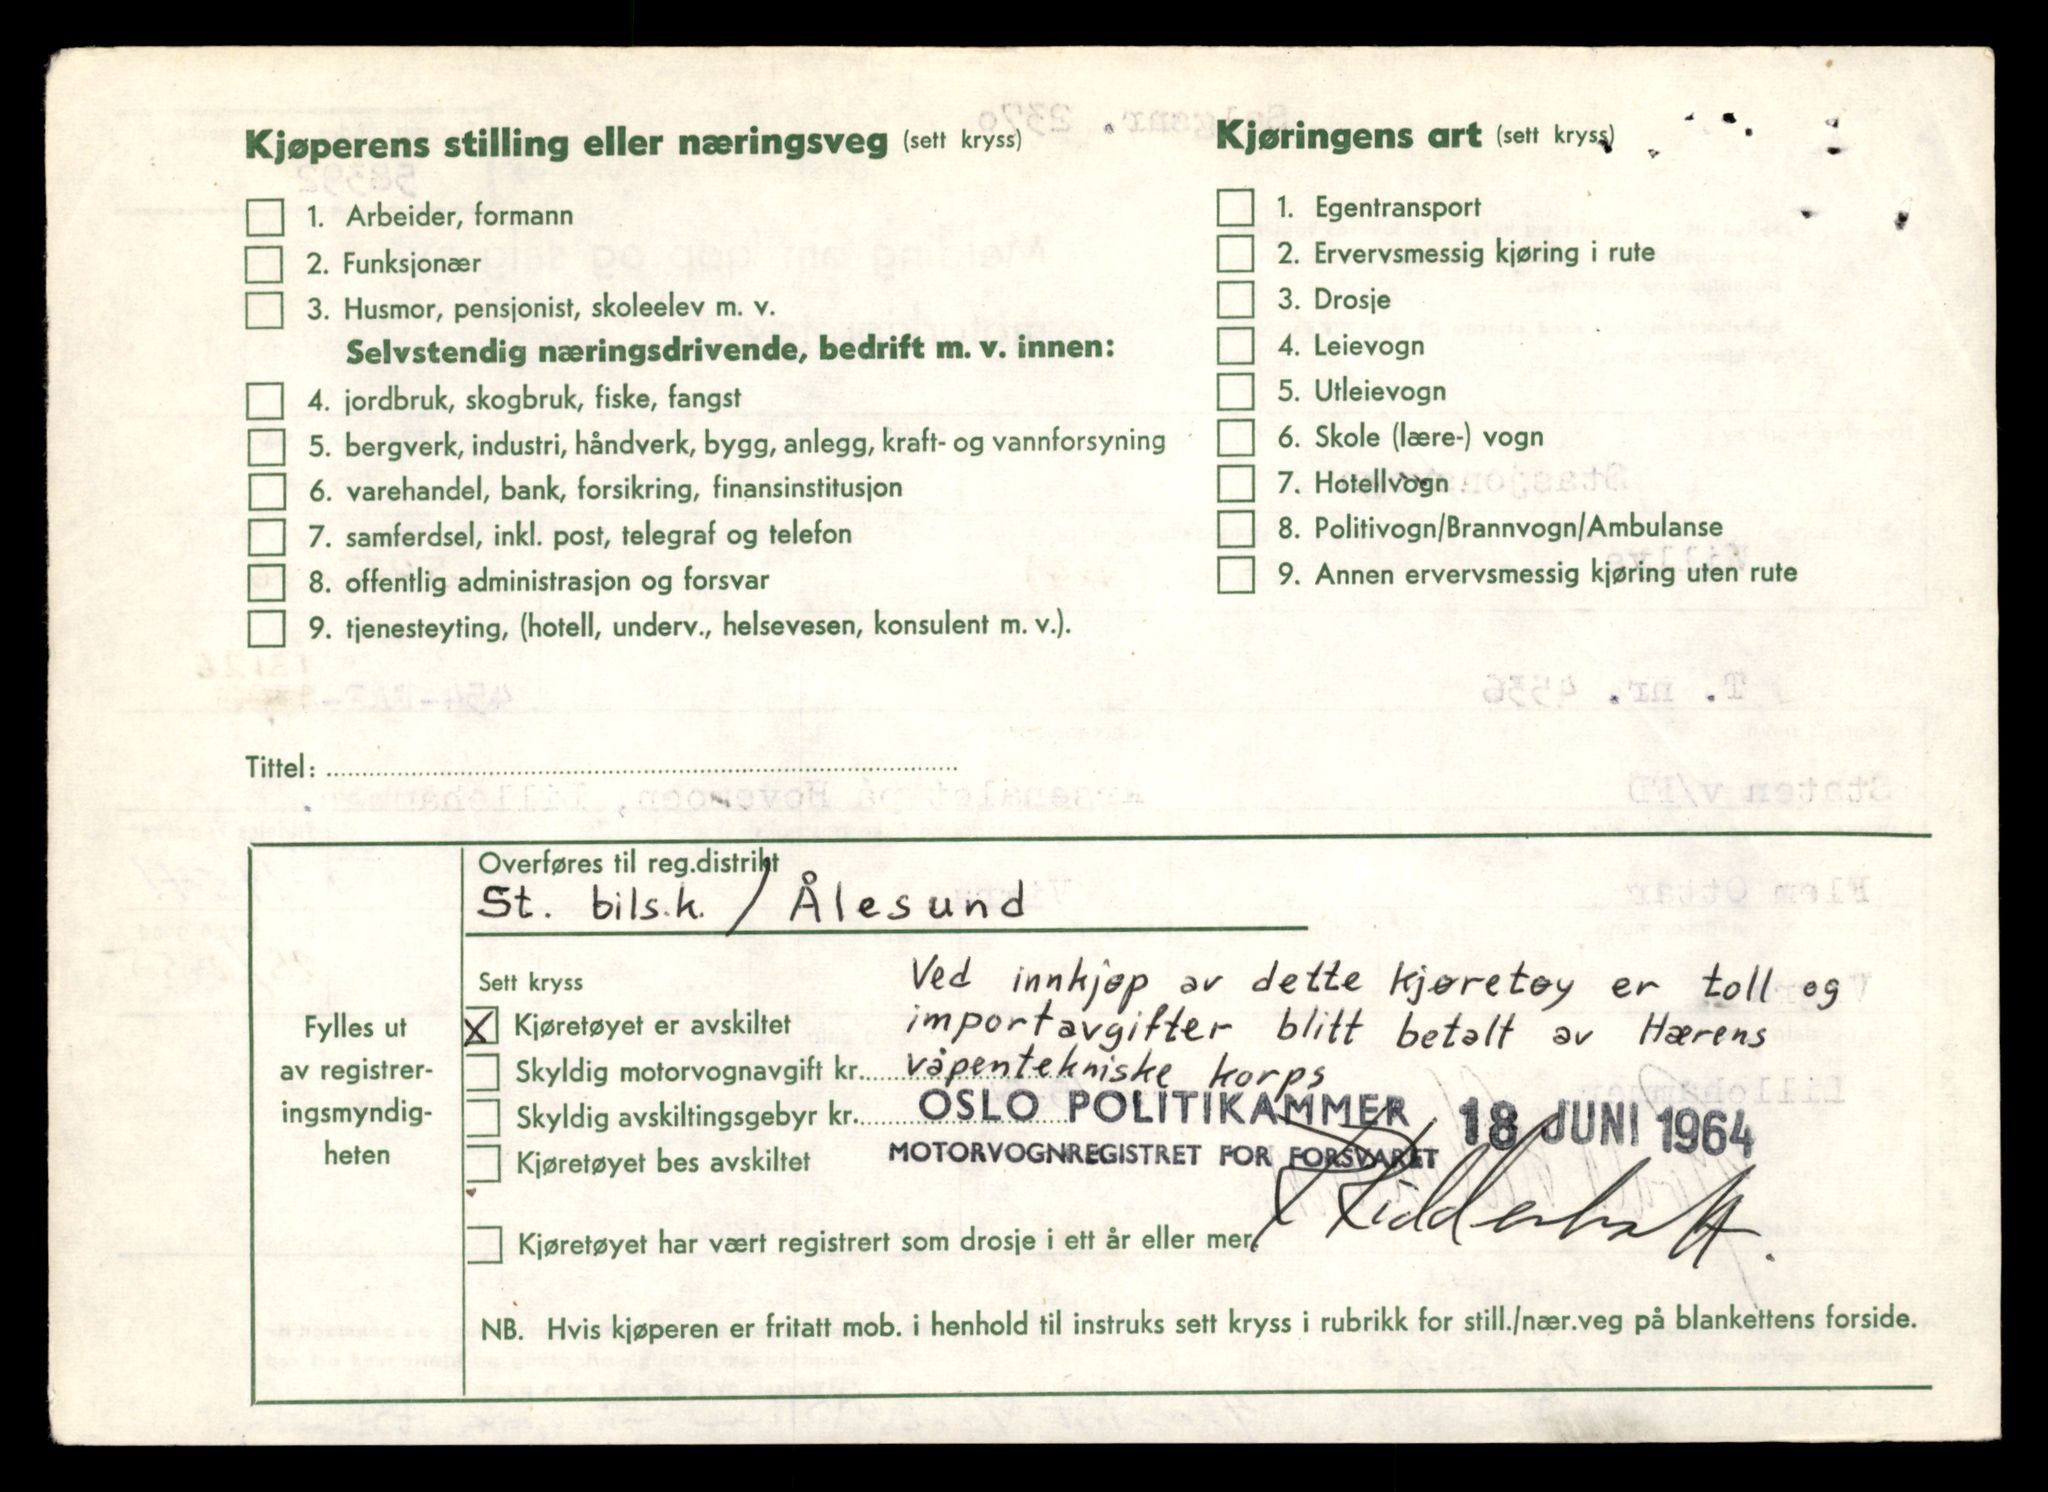 Kjøperens stilling eller næringsveg (sett kryss)
1. Arbeider, formann
2. Funksjonær
3. Husmor, pensjonist, skoleelev m. v.
Selvstendig næringsdrivende, bedrift m. v. innen:
4. jordbruk, skogbruk, fiske, fangst
5. bergverk, industri, håndverk, bygg, anlegg, kraft- og vannforsyning
6. varehandel, bank, forsikring, finansinstitusjon
7. samferdsel, inkl. post, telegraf og telefon
8. offentlig administrasjon og forsvar
9. tjenesteyting, (hotell, underv., helsevesen, konsulent m. v.).
Kjøringens art (sett kryss)
1. Egentransport
2. Ervervsmessig kjøring i rute
3. Drosje
4. Leievogn
5. Utleievogn
6. Skole (lære-) vogn
7. Hotellvogn
8. Politivogn/Brannvogn/Ambulanse
9. Annen ervervsmessig kjøring uten rute
Tittel:
Fylles ut
av registrer-
ingsmyndig-
heten
Overføres til reg.distrikt
St. bils.k. / Ålesund
Sett kryss
X Kjøretøyet er avskiltet
Skyldig motorvognavgift kr.
Skyldig avskiltingsgebyr kr.
Kjøretøyet bes avskiltet
Kjøretøyet har vært registrert som drosje i ett år eller mer.
Ved innkjøp av dette kjøretøy er toll og
importavgifter blitt betalt av Hærens
våpentekniske korps
OSLO POLITIKAMMER 18 JUNI 1964
MOTORVOGNREGISTRET FOR FORSVARET
NB. Hvis kjøperen er fritatt mob. i henhold til instruks sett kryss i rubrikk for still./nær.veg på blankettens forside.